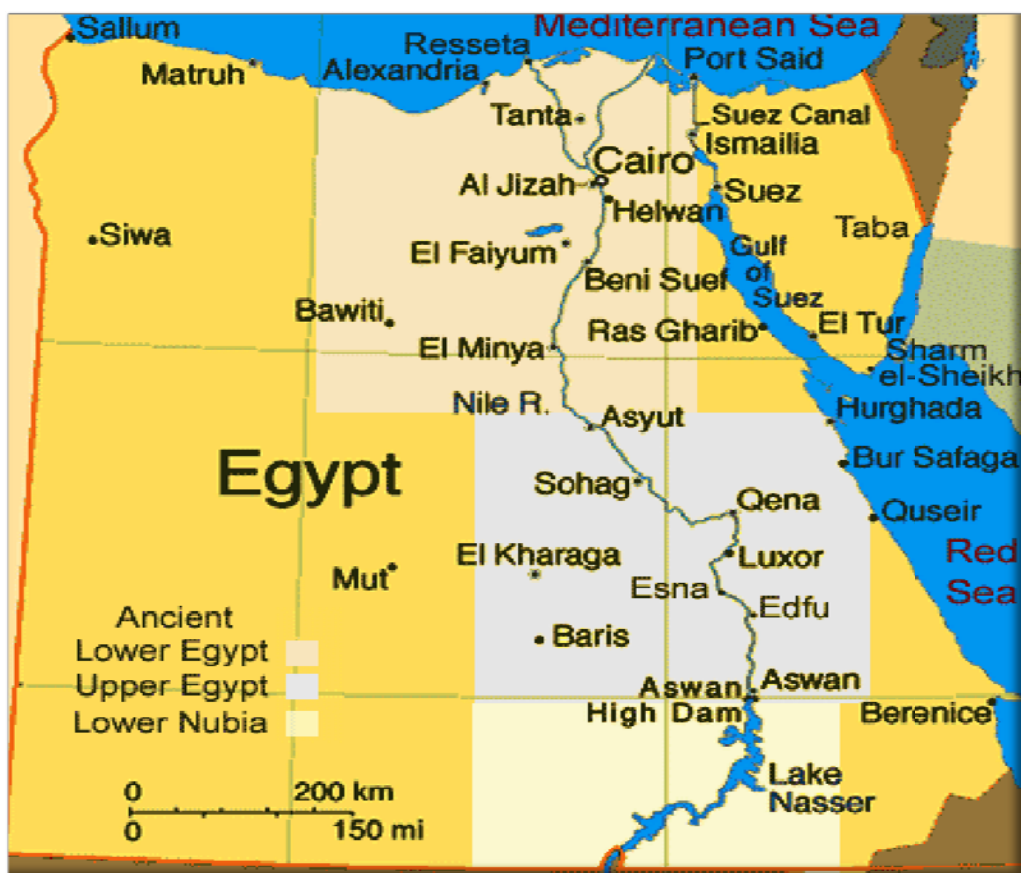 Mediterranean Sea
Sallum
Resseta
Matruh
Alexandria
Port Said
Tanta
Suez Canal
Ismailia
Cairo
Al Jizah
Suez
Helwan
Taba
Siwa
El Faiyum
Gulf
of
Suez
Beni Suef
Bawiti
Ras Gharib
El Tur
El Minya
Sharm
el-Sheikh
Nile R.
Asyut
Hurghada
Egypt
Bur Safaga
Sohag
Qena
Quseir
El Kharaga
Luxor
Red
Sea
Mut
Esna
Edfu
Ancient
Lower Egypt
Upper Egypt
Lower Nubia
Baris
Aswan
Aswan
High Dam
Berenice
Lake
Nasser
0 200 km
0 150 mi